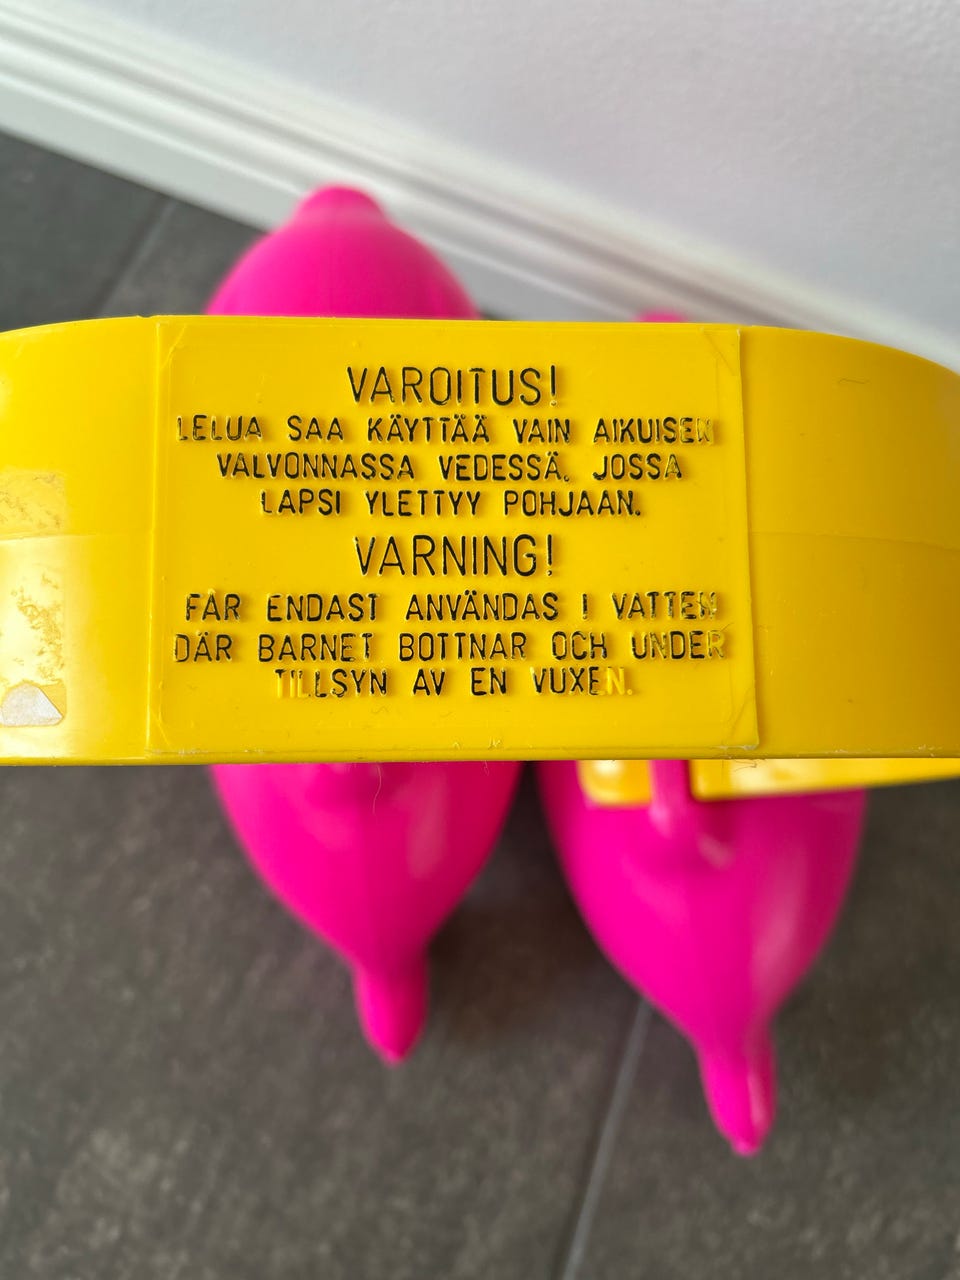 VAROITUS!
LELUA SAA KÄYTTÄÄ VAIN AIKUISEN
VALVONNASSA VEDESSÄ, JOSSA
LAPSI YLETTYY POHJAAN.
VARNING!
FÅR ENDAST ANVÄNDAS I VATTEN
DÄR BARNET BOTTNAR OCH UNDER
TILLSYN AV EN VUXEN.